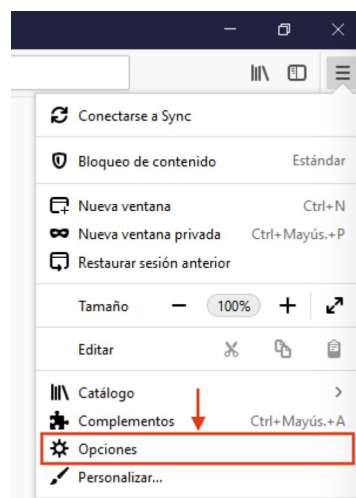 Conectarse a Sync
Bloqueo de contenido Estándar
Nueva ventana Ctrl+N
Nueva ventana privada Ctrl+Mayús.+P
Restaurar sesión anterior
Tamaño 100%
Editar
Catálogo
Complementos Ctrl+Mayús.+A
Opciones
Personalizar...